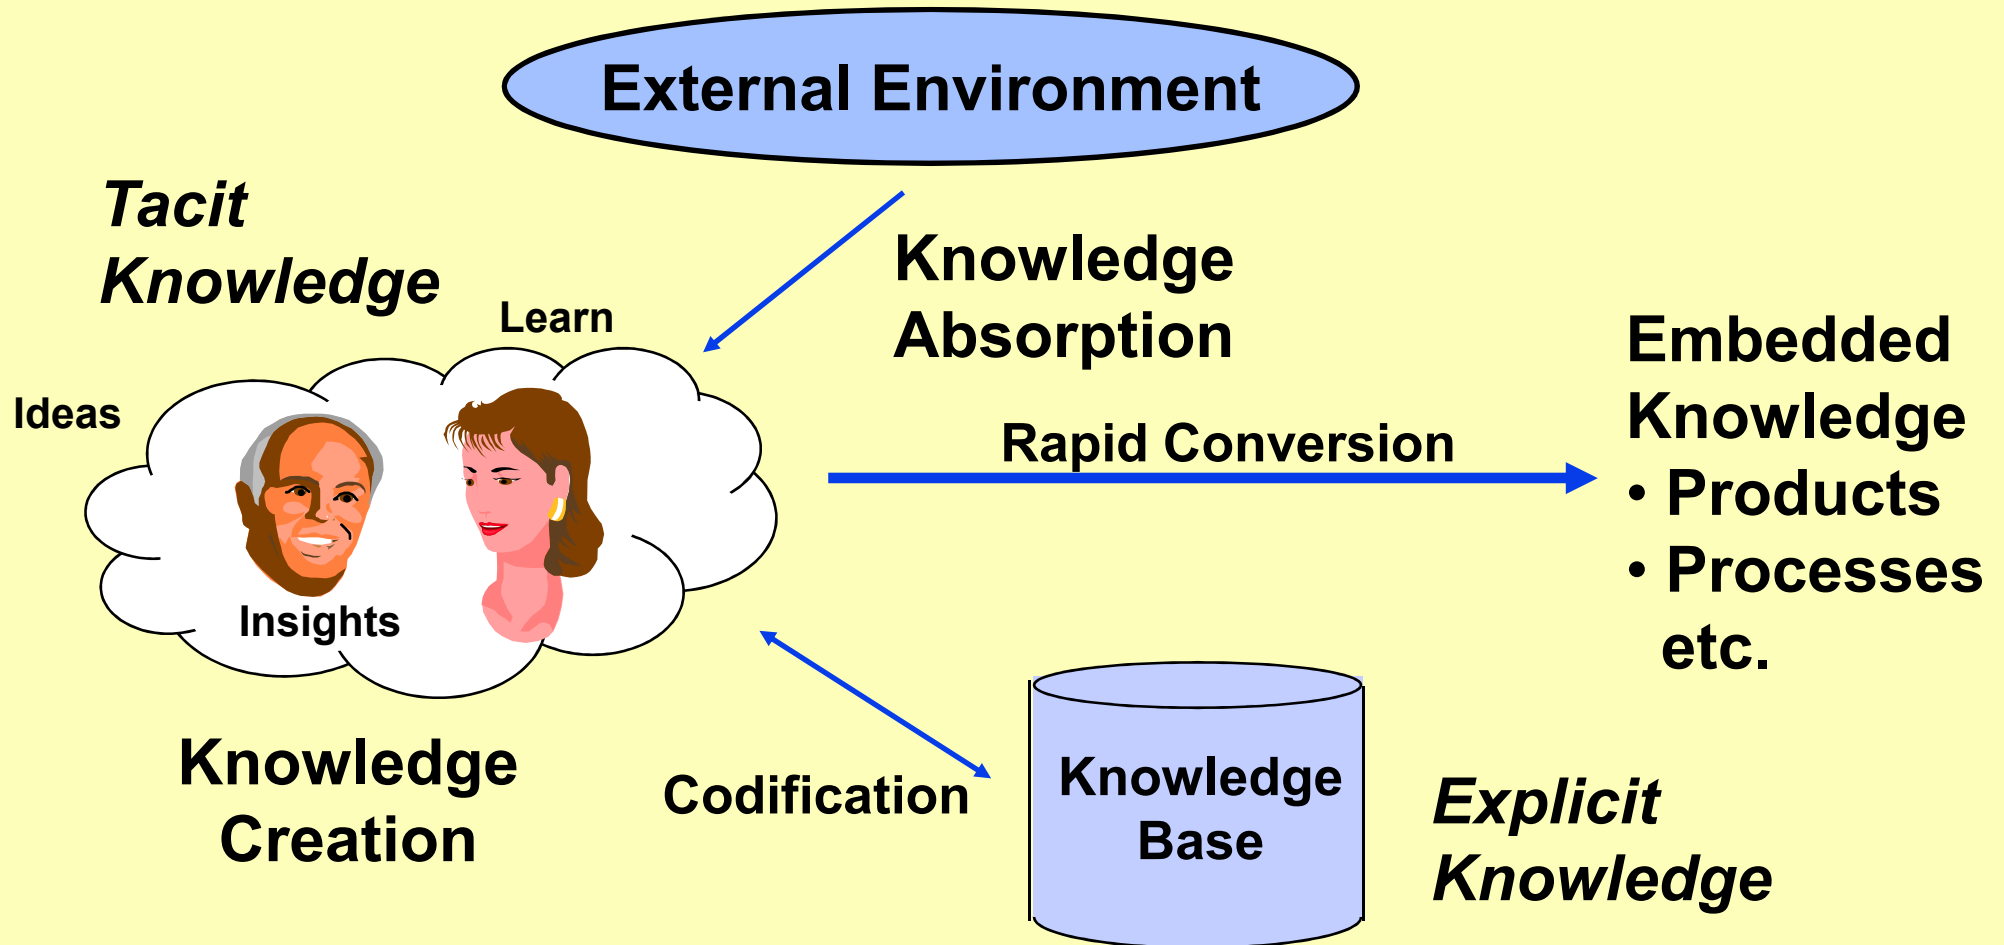 External Environment
Tacit
Knowledge
Knowledge
Absorption
Learn
Ideas
Insights
Rapid Conversion
Embedded
Knowledge
• Products
• Processes
etc.
Knowledge
Creation
Codification
Knowledge
Base
Explicit
Knowledge